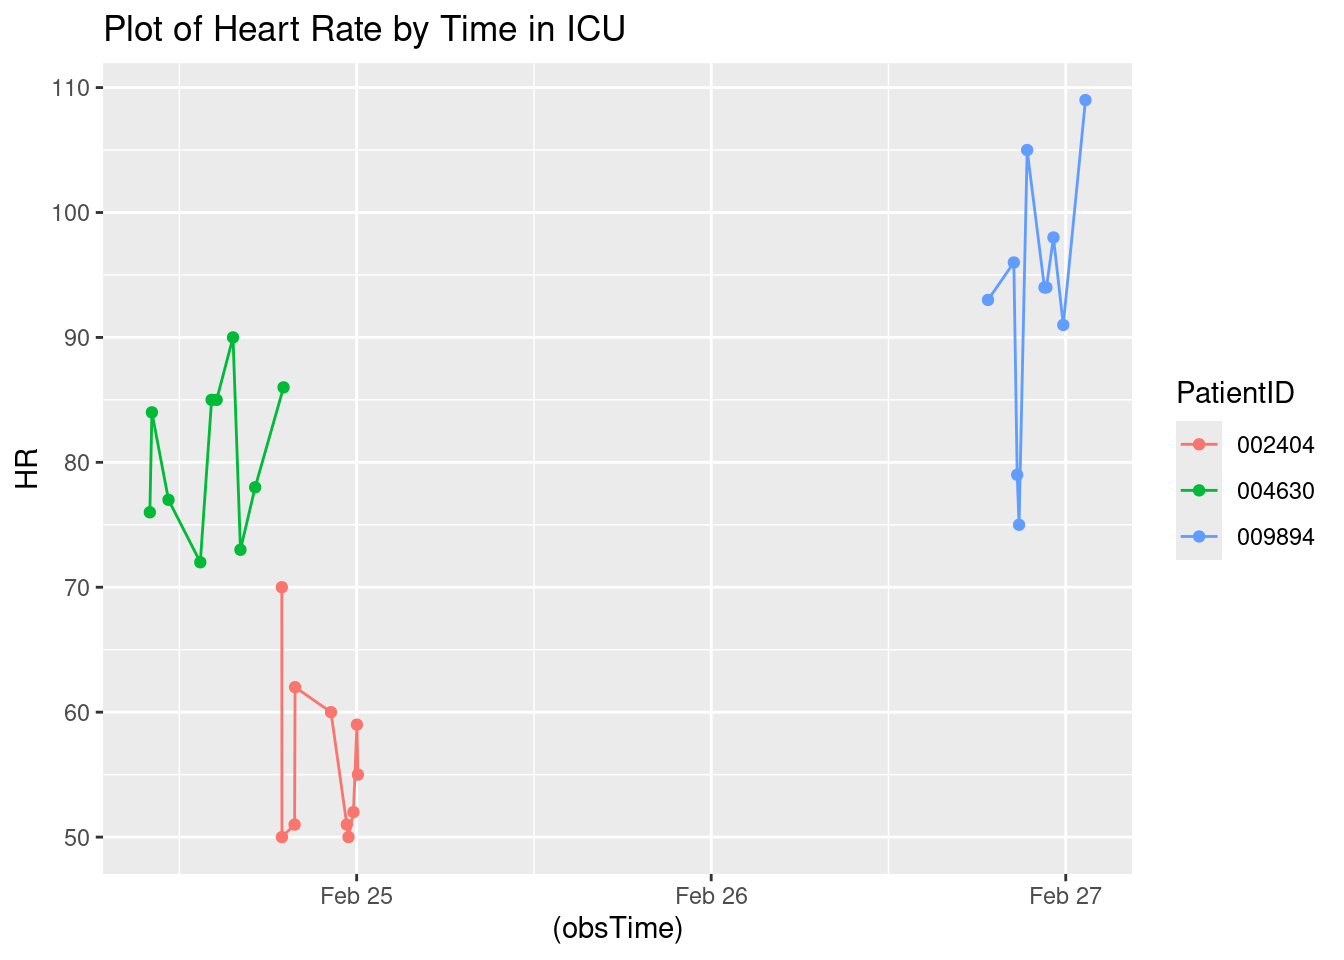 Plot of Heart Rate by Time in ICU
110
100
90
80
70
60
50
HR
Feb 25
Feb 26
Feb 27
(obsTime)
PatientID
002404
004630
009894